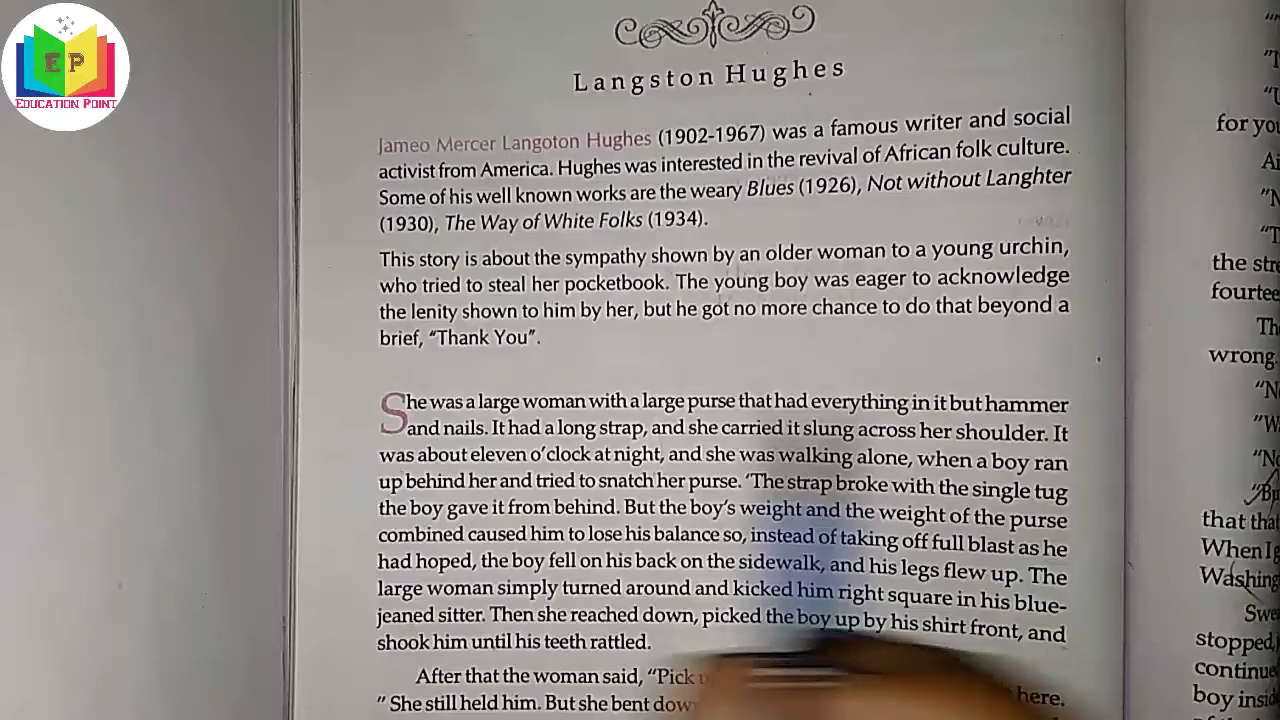 E P
EDUCATION POINT
Langston Hughes
Jameo Mercer Langoton Hughes (1902-1967) was a famous writer and social
activist from America. Hughes was interested in the revival of African folk culture.
Some of his well known works are the weary Blues (1926), Not without Langhter
(1930), The Way of White Folks (1934).
This story is about the sympathy shown by an older woman to a young urchin,
who tried to steal her pocketbook. The young boy was eager to acknowledge
the lenity shown to him by her, but he got no more chance to do that beyond a
brief, “Thank You”.
She was a large woman with a large purse that had everything in it but hammer
and nails. It had a long strap, and she carried it slung across her shoulder. It
was about eleven o’clock at night, and she was walking alone, when a boy ran
up behind her and tried to snatch her purse. ‘The strap broke with the single tug
the boy gave it from behind. But the boy’s weight and the weight of the purse
combined caused him to lose his balance so, instead of taking off full blast as he
had hoped, the boy fell on his back on the sidewalk, and his legs flew up. The
large woman simply turned around and kicked him right square in his blue-
jeaned sitter. Then she reached down, picked the boy up by his shirt front, and
shook him until his teeth rattled.
After that the woman said, “Pick
here.
” She still held him. But she bent down
for you
the
fourtee
wrong.
that tha
When I
Washing
stopped,
continue
boy insid